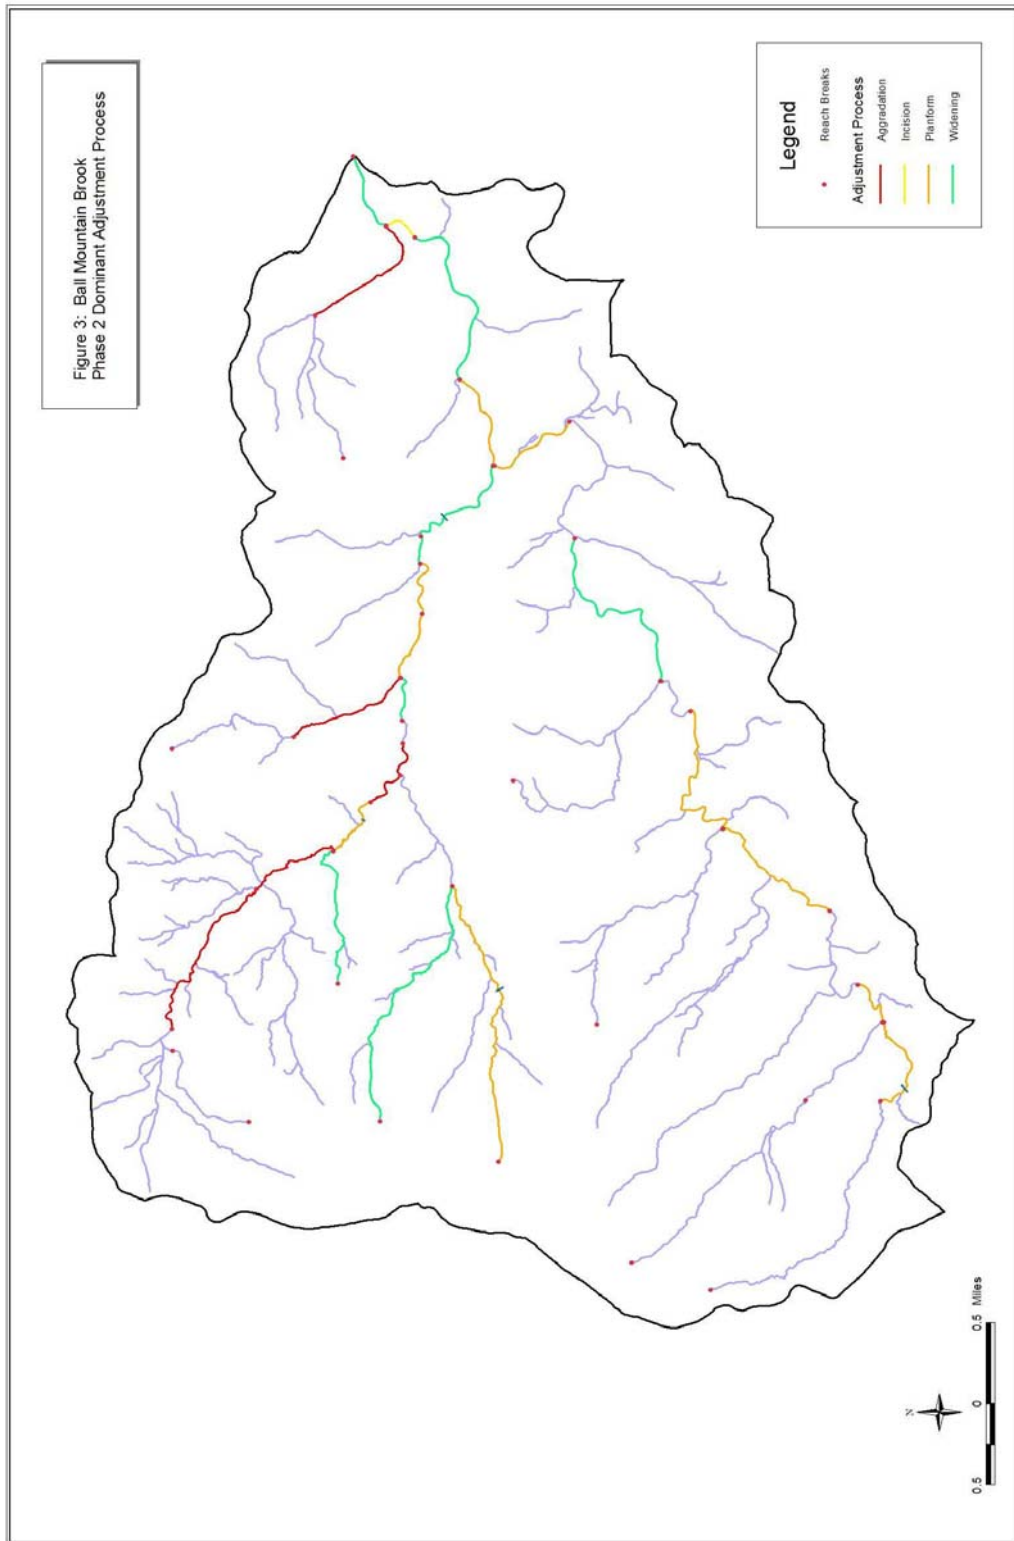 Figure 3: Ball Mountain Brook
Phase 2 Dominant Adjustment Process
Legend
Reach Breaks
Adjustment Process
Aggradation
Incision
Planform
Widening
N
0.5 0 0.5 Miles